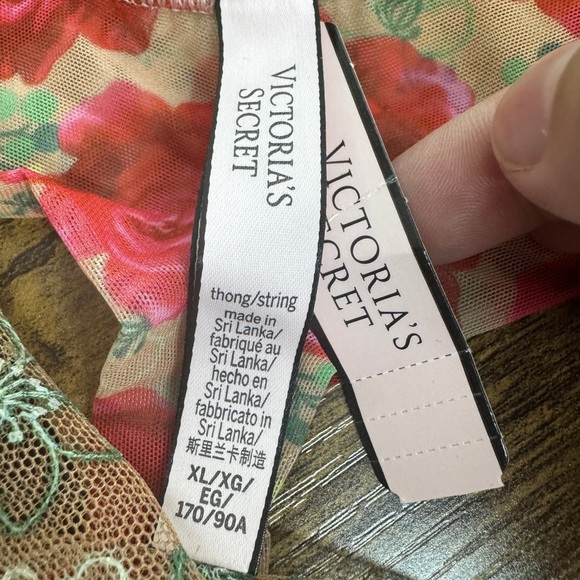 VICTORIA'S
SECRET
thong/string
made in
Sri Lanka/
fabriqué au
Sri Lanka/
hecho en
Sri Lanka/
fabbricato in
Sri Lanka/
斯里兰卡制造
XL/XG/
EG/
170/90A
VICTORIA'S
SECRET